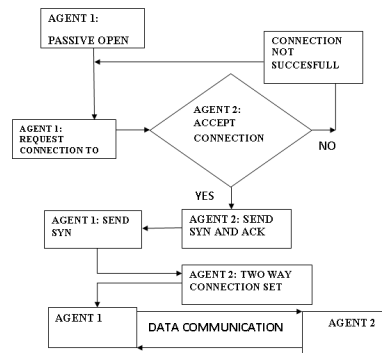 AGENT 1:
PASSIVE OPEN
CONNECTION
NOT
SUCCESFULL
AGENT 1:
REQUEST
CONNECTION TO
AGENT 2:
ACCEPT
CONNECTION
NO
YES
AGENT 1: SEND
SYN
AGENT 2: SEND
SYN AND ACK
AGENT 2: TWO WAY
CONNECTION SET
AGENT 1
DATA COMMUNICATION
AGENT 2